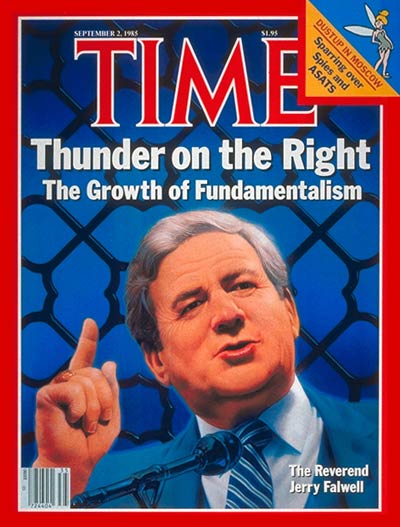 SEPTEMBER 2, 1985
$1.95
TIME
DUSTUP IN MOSCOW
Sparring over
Spies and
ASATS
Thunder on the Right
The Growth of Fundamentalism
The Reverend
Jerry Falwell
724404